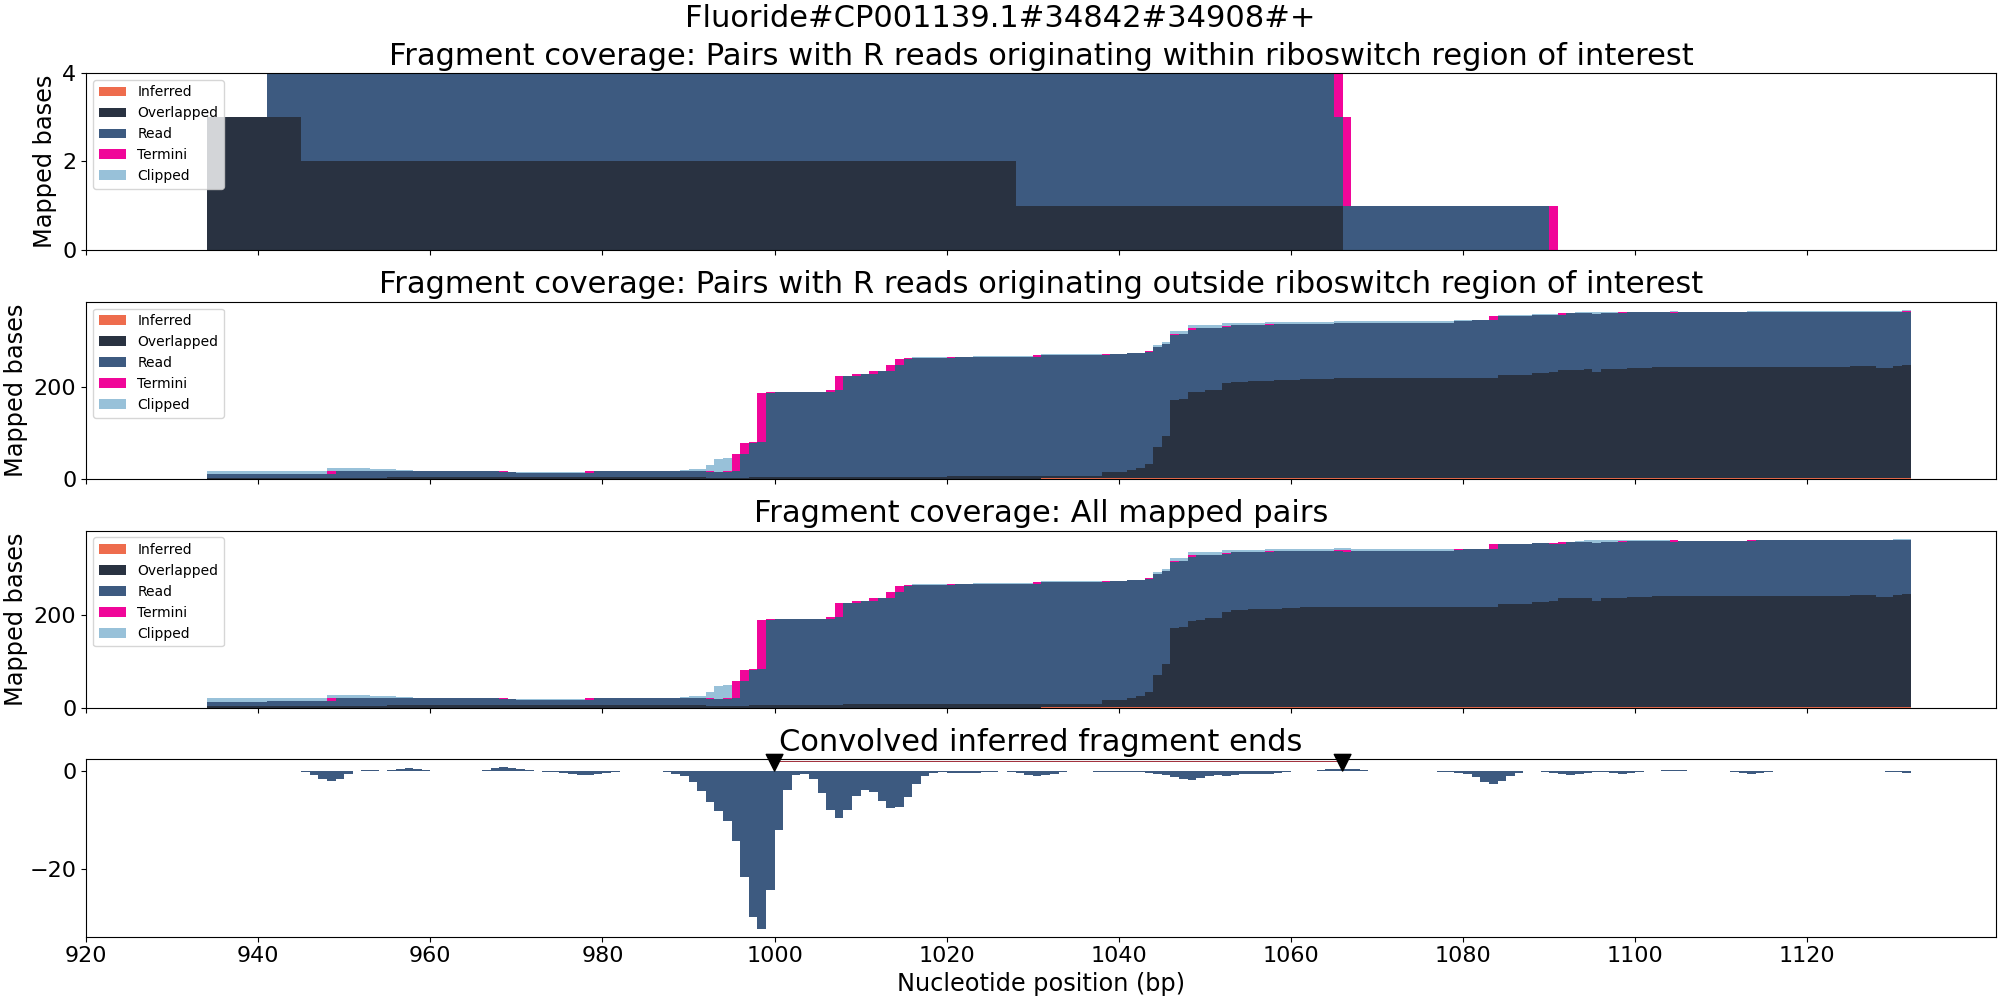 Fluoride#CP001139.1#34842#34908#+
Fragment coverage: Pairs with R reads originating within riboswitch region of interest
Mapped bases
4
2
0
Inferred
Overlapped
Read
Termini
Clipped
Fragment coverage: Pairs with R reads originating outside riboswitch region of interest
Mapped bases
200
0
Inferred
Overlapped
Read
Termini
Clipped
Fragment coverage: All mapped pairs
Mapped bases
200
0
Inferred
Overlapped
Read
Termini
Clipped
Convolved inferred fragment ends
0
−20
920 940 960 980 1000 1020 1040 1060 1080 1100 1120
Nucleotide position (bp)